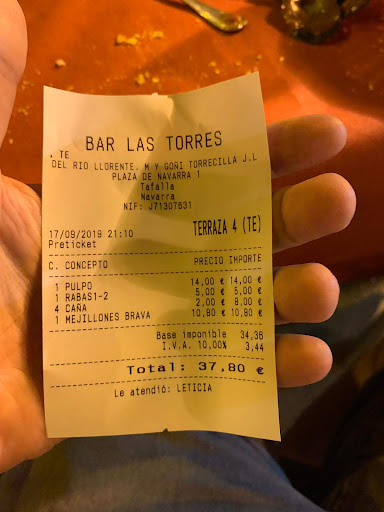 BAR LAS TORRES
, TE
DEL RIO LLORENTE, M Y GOÑI TORRECILLA J.L
PLAZA DE NAVARRA 1
Tafalla
Navarra
NIF: J71307631
17/09/2019 21:10 TERRAZA 4 (TE)
Preticket
C. CONCEPTO PRECIO IMPORTE
1 PULPO 14,00 € 14,00 €
1 RABAS1-2 5,00 € 5,00 €
4 CAÑA 2,00 € 8,00 €
1 MEJILLONES BRAVA 10,80 € 10,80 €
Base imponible 34,36
I.V.A. 10,00% 3,44
Total: 37,80 €
Le atendió: LETICIA